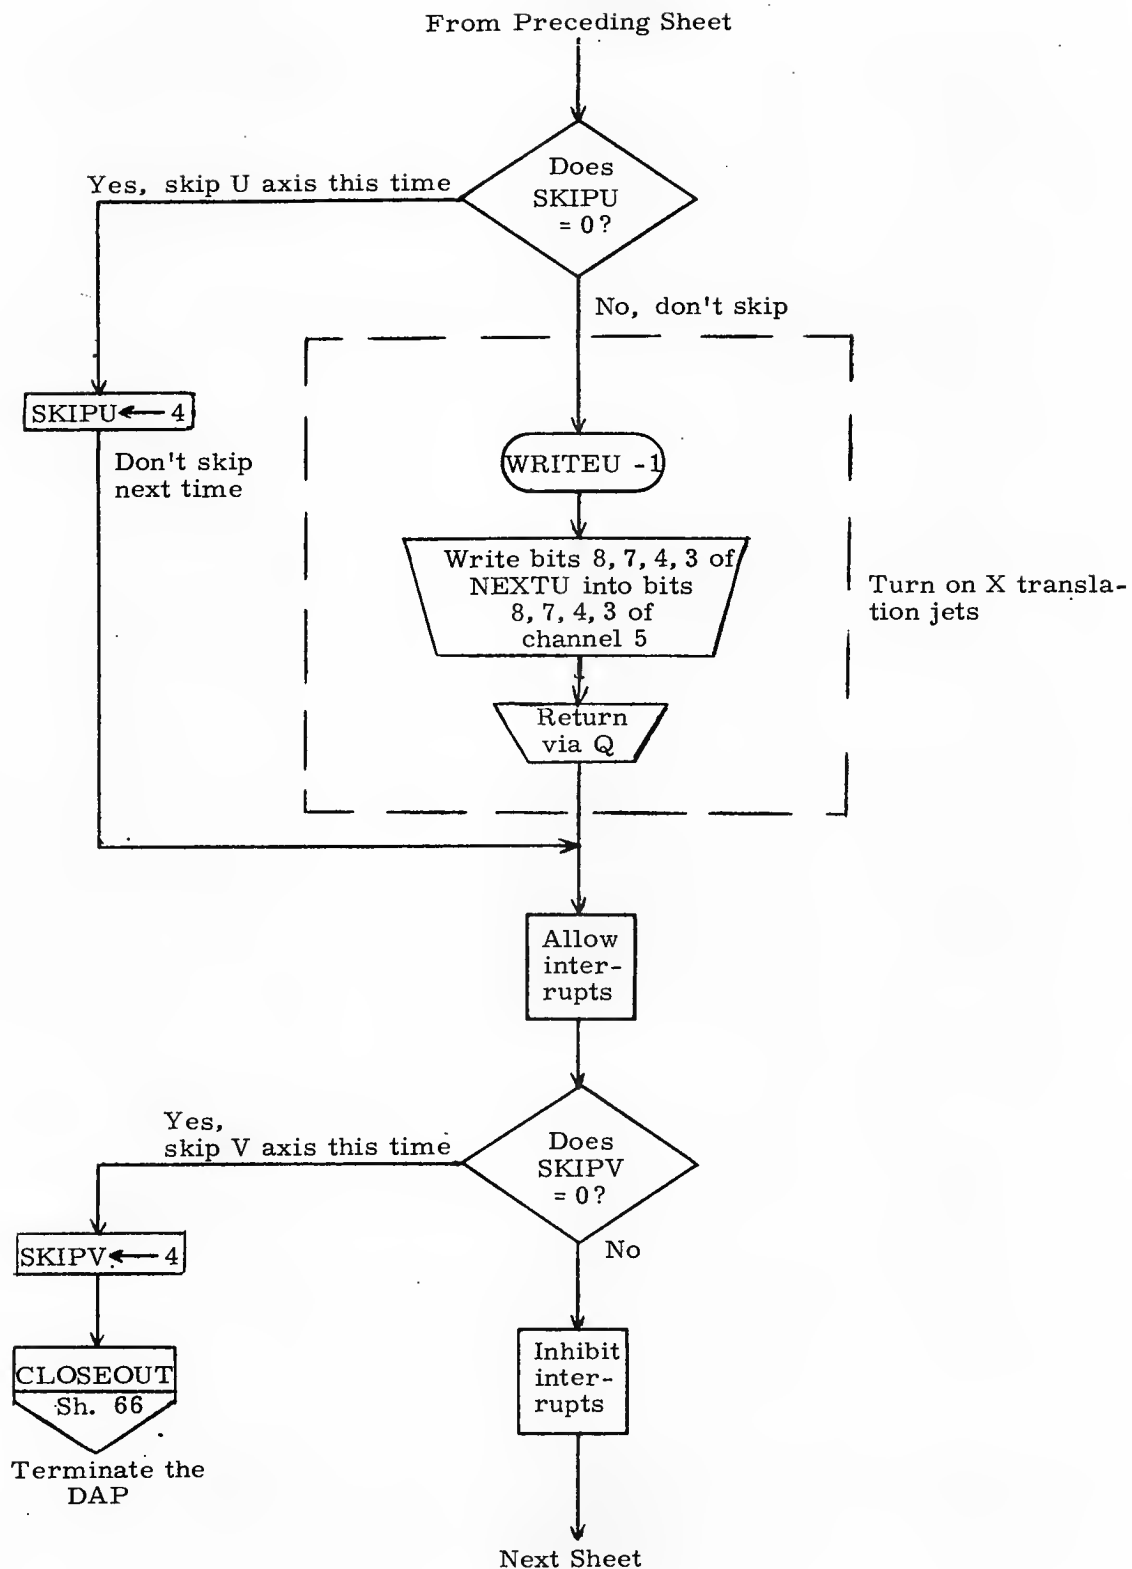 From Preceding Sheet
Does
SKIPU
= 0?
Yes, skip U axis this time
No, don't skip
SKIPU ← 4
Don't skip
next time
WRITEU -1
Write bits 8, 7, 4, 3 of
NEXTU into bits
8, 7, 4, 3 of
channel 5
Turn on X transla-
tion jets
Return
via Q
Allow
inter-
rupts
Yes,
skip V axis this time
Does
SKIPV
= 0?
No
SKIPV ← 4
Inhibit
inter-
rupts
CLOSEOUT
Sh. 66
Terminate the
DAP
Next Sheet